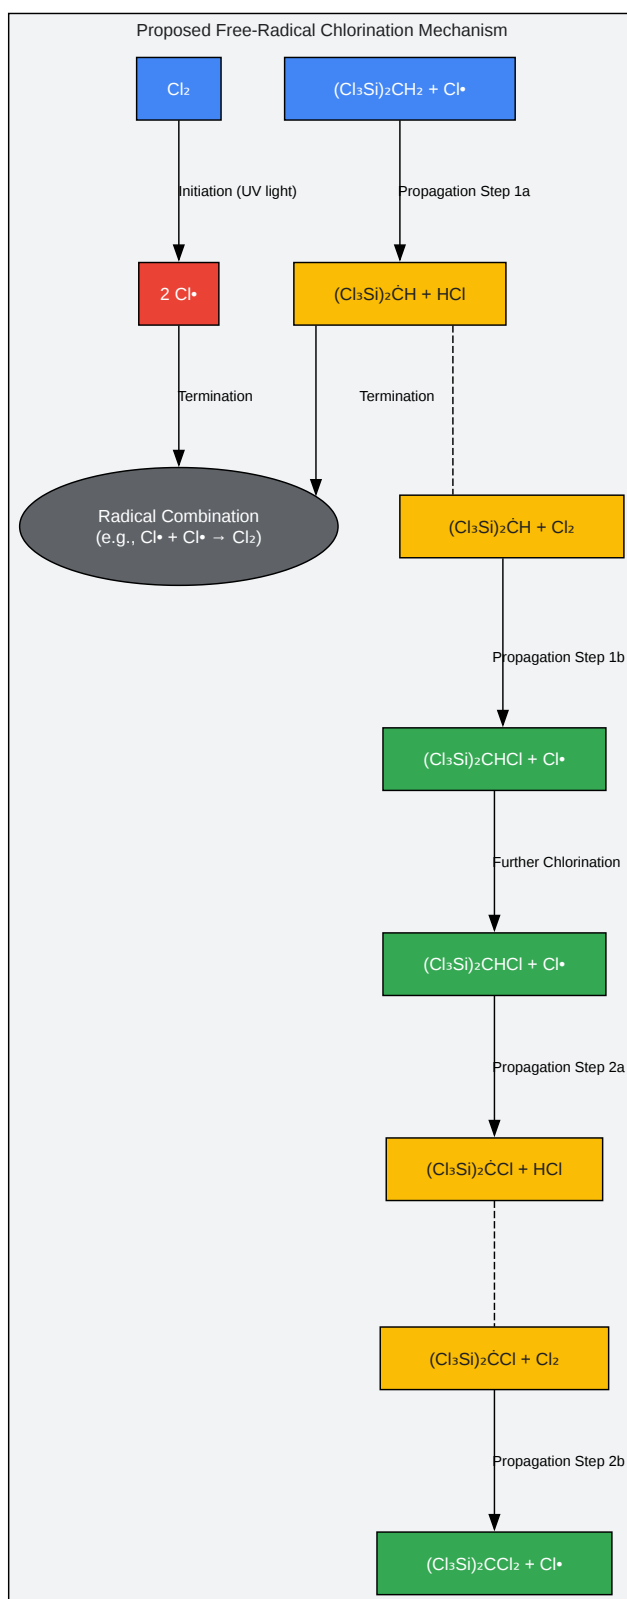 Proposed Free-Radical Chlorination Mechanism
Cl₂
(Cl₃Si)₂CH₂ + Cl•
Initiation (UV light)
Propagation Step 1a
2 Cl•
(Cl₃Si)₂ĊH + HCl
Termination
Termination
Radical Combination
(e.g., Cl• + Cl• → Cl₂)
(Cl₃Si)₂ĊH + Cl₂
Propagation Step 1b
(Cl₃Si)₂CHCl + Cl•
Further Chlorination
(Cl₃Si)₂CHCl + Cl•
Propagation Step 2a
(Cl₃Si)₂ĊCl + HCl
(Cl₃Si)₂ĊCl + Cl₂
Propagation Step 2b
(Cl₃Si)₂CCl₂ + Cl•